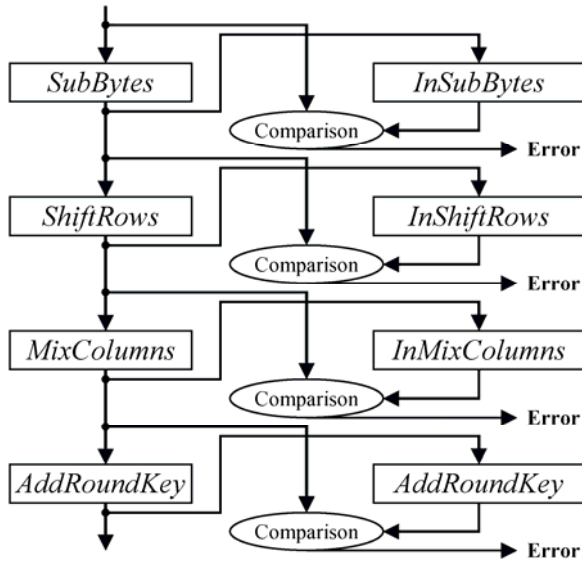 SubBytes
InSubBytes
Comparison
Error
ShiftRows
InShiftRows
Comparison
Error
MixColumns
InMixColumns
Comparison
Error
AddRoundKey
AddRoundKey
Comparison
Error